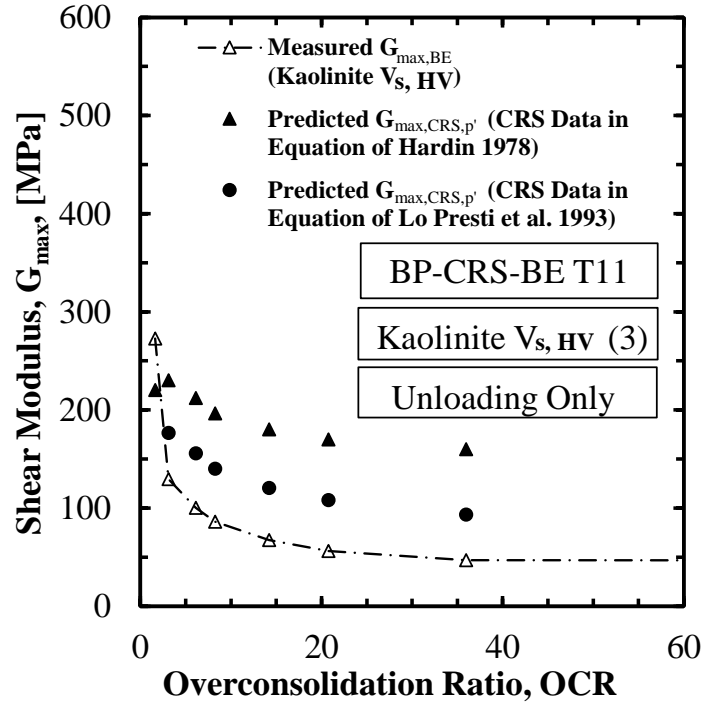 600
500
400
300
200
100
0
Shear Modulus, Gmax, [MPa]
Measured Gmax,BE
(Kaolinite Vs, HV)
Predicted Gmax,CRS,p' (CRS Data in
Equation of Hardin 1978)
Predicted Gmax,CRS,p' (CRS Data in
Equation of Lo Presti et al. 1993)
BP-CRS-BE T11
Kaolinite Vs, HV (3)
Unloading Only
0 20 40 60
Overconsolidation Ratio, OCR